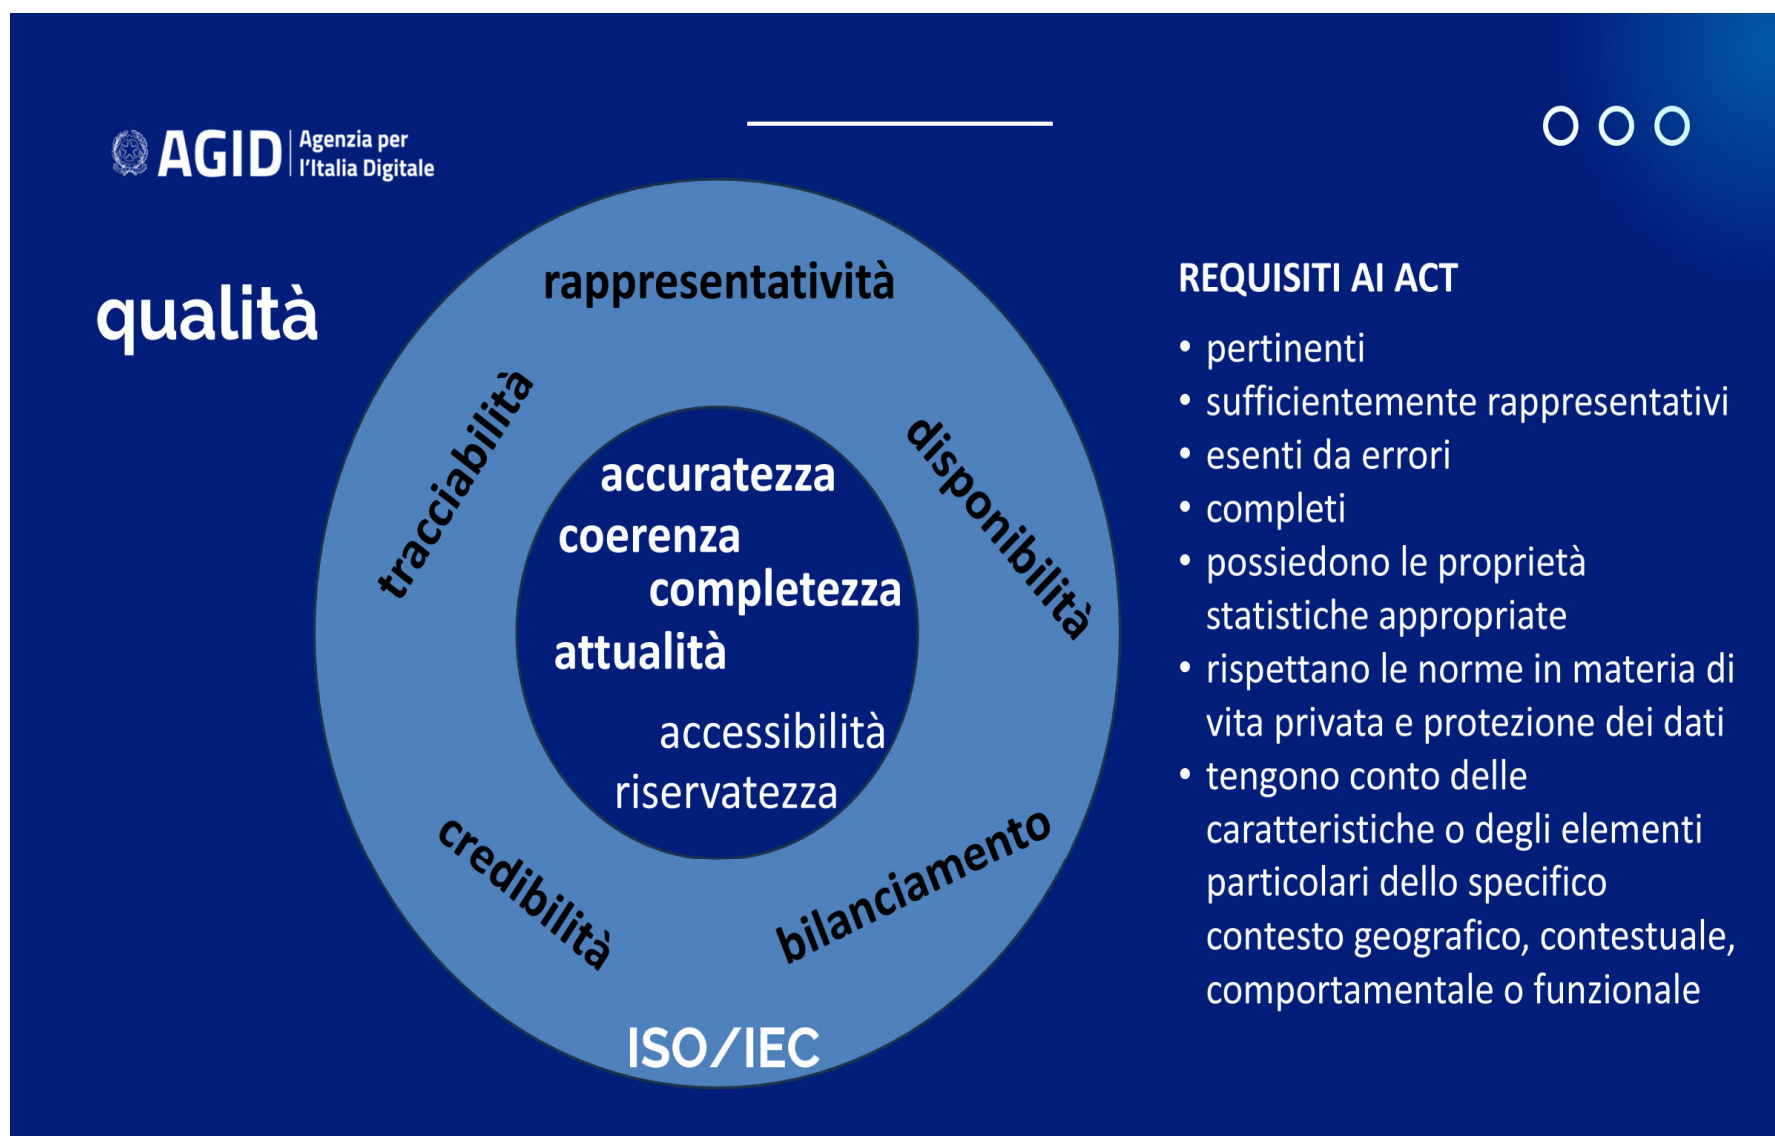 AGID
Agenzia per
l'Italia Digitale
qualità
rappresentatività
tracciabilità
disponibilità
accuratezza
coerenza
completezza
attualità
accessibilità
riservatezza
credibilità
bilanciamento
ISO/IEC
REQUISITI AI ACT
• pertinenti
• sufficientemente rappresentativi
• esenti da errori
• completi
• possiedono le proprietà
statistiche appropriate
• rispettano le norme in materia di
vita privata e protezione dei dati
• tengono conto delle
caratteristiche o degli elementi
particolari dello specifico
contesto geografico, contestuale,
comportamentale o funzionale